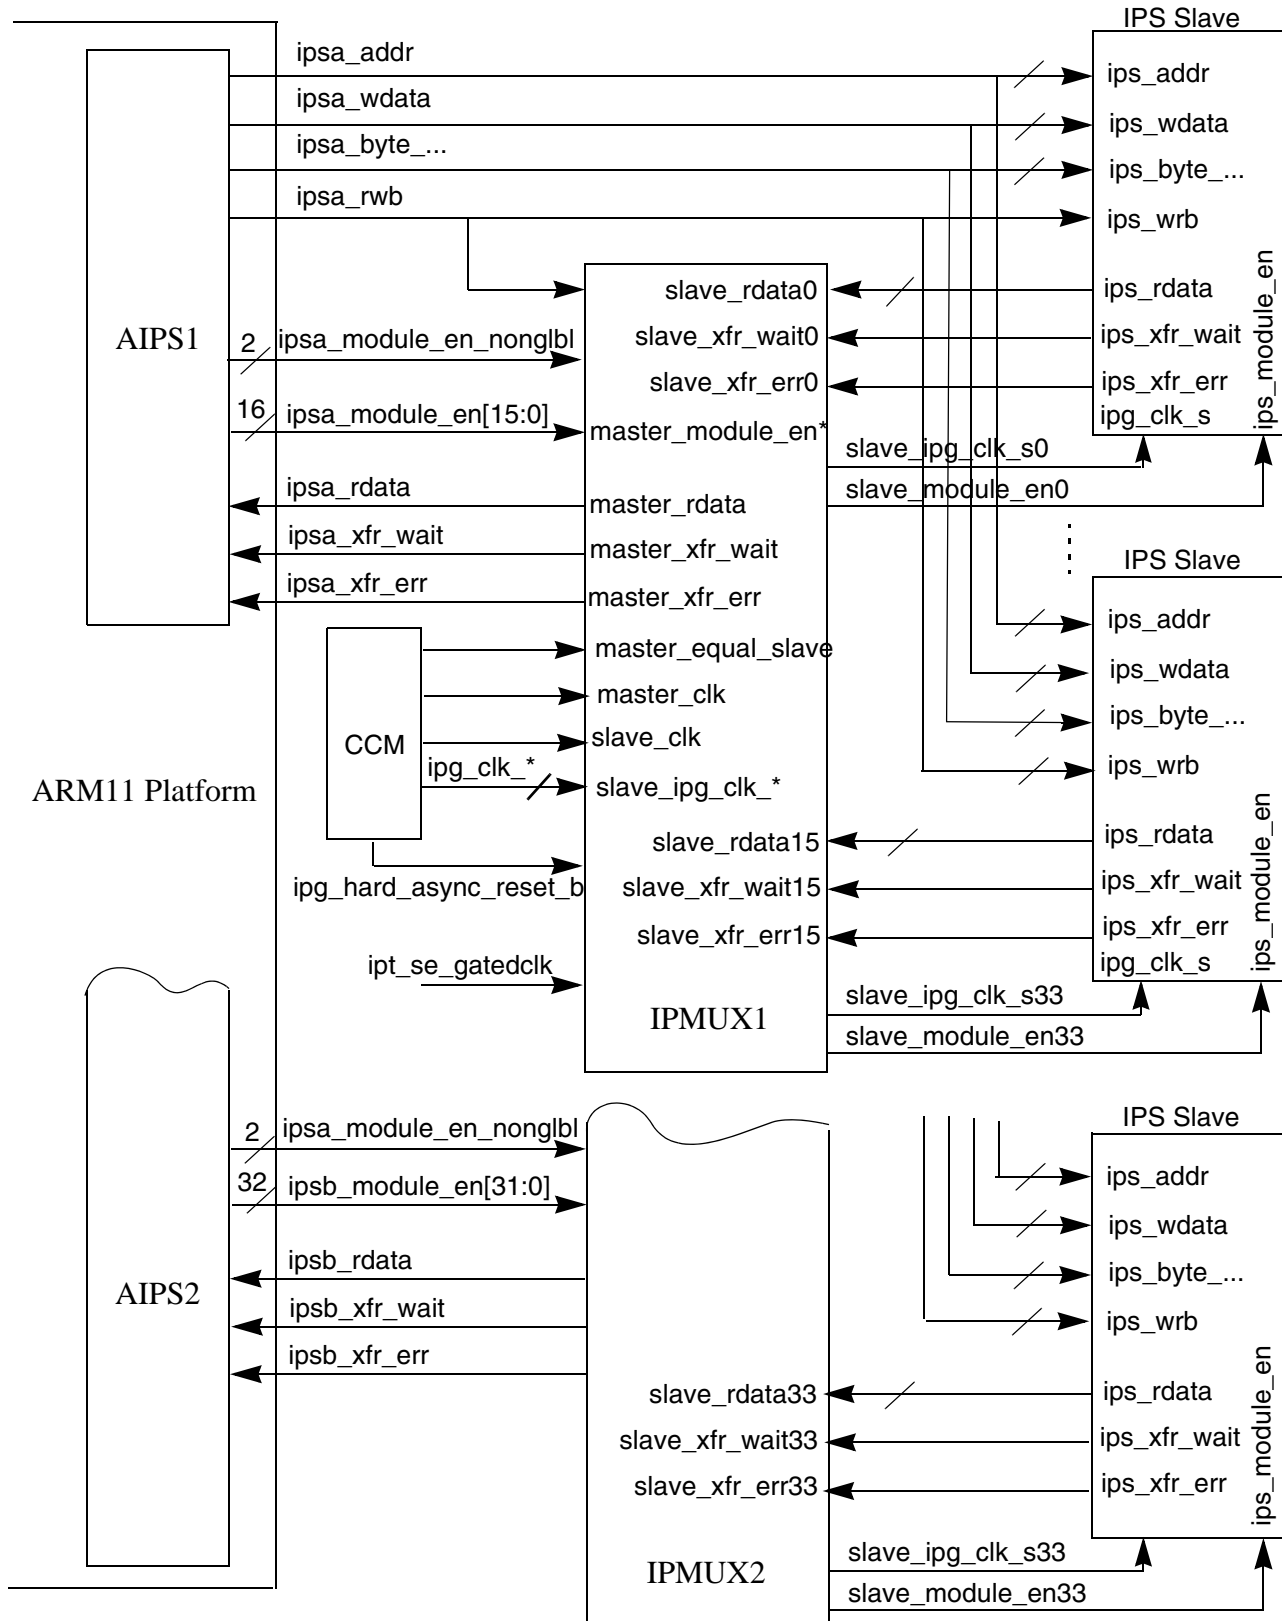 IPS Slave
ipsa_addr
ips_addr
ipsa_wdata
ips_wdata
ipsa_byte_...
ips_byte_...
ipsa_rwb
ips_wrb
AIPS1
slave_rdata0
ips_rdata
2
ipsa_module_en_nonglbl
slave_xfr_wait0
ips_xfr_wait
slave_xfr_err0
ips_xfr_err
ips_module_en
16
ipsa_module_en[15:0]
master_module_en*
ipg_clk_s
slave_ipg_clk_s0
ipsa_rdata
master_rdata
slave_module_en0
ipsa_xfr_wait
master_xfr_wait
IPS Slave
ipsa_xfr_err
master_xfr_err
ips_addr
master_equal_slave
ips_wdata
master_clk
ips_byte_...
CCM
slave_clk
ips_wrb
ARM11 Platform
ipg_clk_*
slave_ipg_clk_*
slave_rdata15
ips_rdata
ipg_hard_async_reset_b
slave_xfr_wait15
ips_xfr_wait
slave_xfr_err15
ips_xfr_err
ips_module_en
ipt_se_gatedclk
ipg_clk_s
slave_ipg_clk_s33
IPMUX1
slave_module_en33
IPS Slave
2
ipsa_module_en_nonglbl
ips_addr
32
ipsb_module_en[31:0]
ips_wdata
ipsb_rdata
ips_byte_...
AIPS2
ipsb_xfr_wait
ips_wrb
ipsb_xfr_err
slave_rdata33
ips_rdata
slave_xfr_wait33
ips_xfr_wait
slave_xfr_err33
ips_xfr_err
ips_module_en
slave_ipg_clk_s33
IPMUX2
slave_module_en33